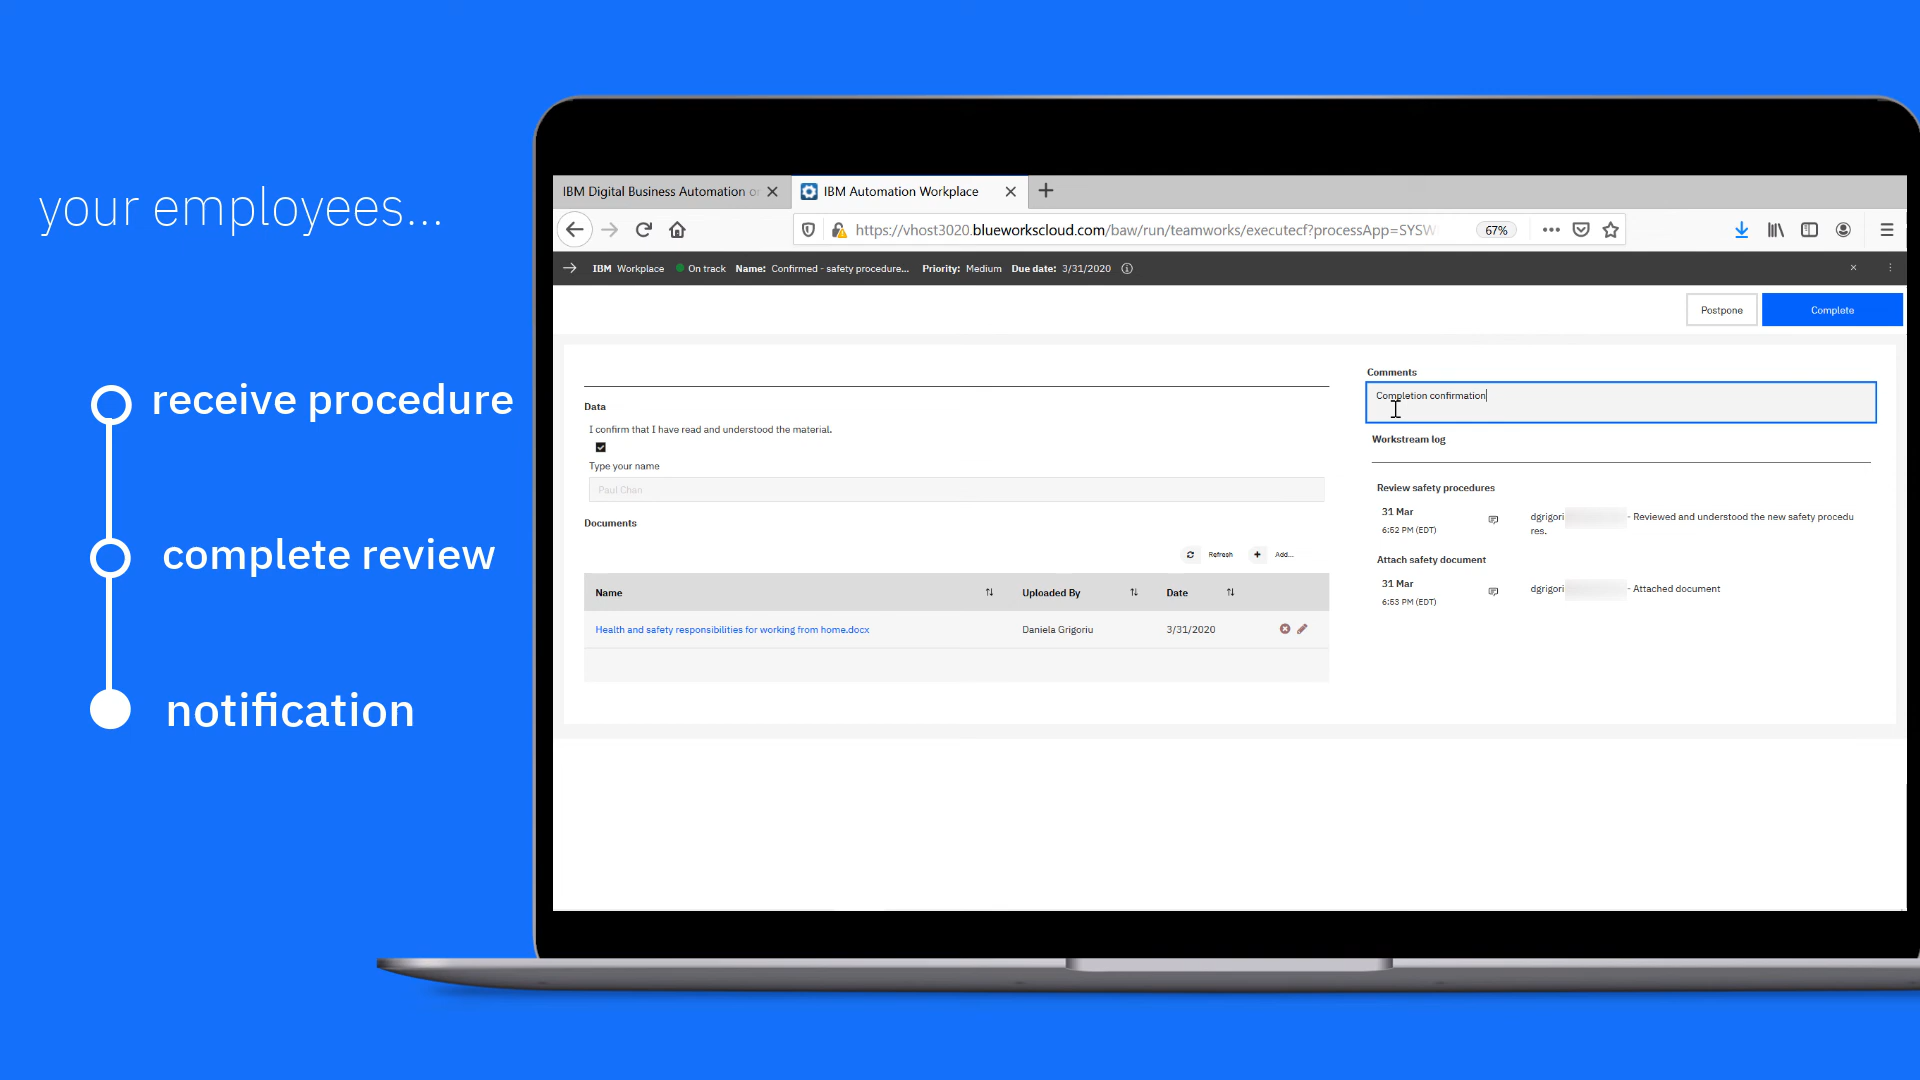 your employees...
receive procedure
complete review
notification
IBM Digital Business Automation o
IBM Automation Workplace
https://vhost3020.blueworkscloud.com/baw/run/teamworks/executecf?processApp=SYSW
67%
IBM Workplace On track Name: Confirmed - safety procedure... Priority: Medium Due date: 3/31/2020
Postpone Complete
Data
I confirm that I have read and understood the material.
Type your name
Paul Chan
Documents
Refresh Add...
Name Uploaded By Date
Health and safety responsibilities for working from home.docx Daniela Grigoriu 3/31/2020
Comments
Completion confirmation
Workstream log
Review safety procedures
31 Mar
6:52 PM (EDT)
dgrigori - Reviewed and understood the new safety procedu
res.
Attach safety document
31 Mar
6:53 PM (EDT)
dgrigori - Attached document